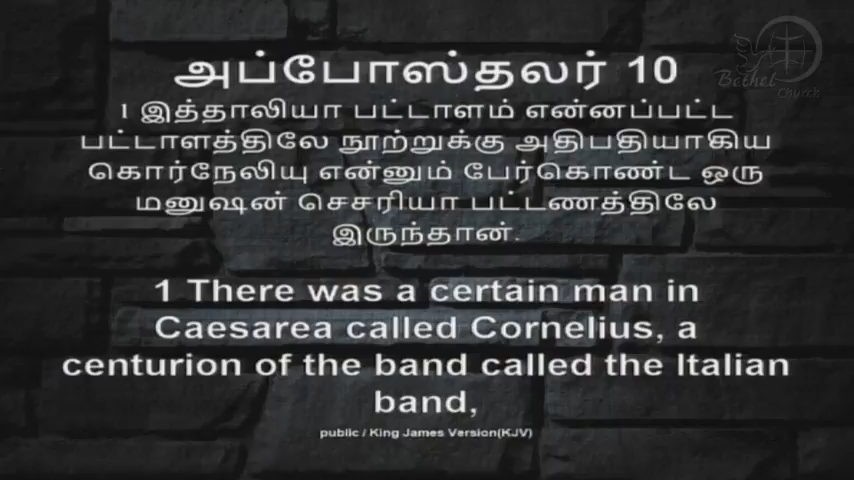 Bethel
Church
அப்போஸ்தலர் 10
1 இத்தாலியா பட்டாளம் என்னப்பட்ட
பட்டாளத்திலே நூற்றுக்கு அதிபதியாகிய
கொர்நேலியு என்னும் பேர்கொண்ட ஒரு
மனுஷன் செசரியா பட்டணத்திலே
இருந்தான்.
1 There was a certain man in
Caesarea called Cornelius, a
centurion of the band called the Italian
band,
public / King James Version(KJV)